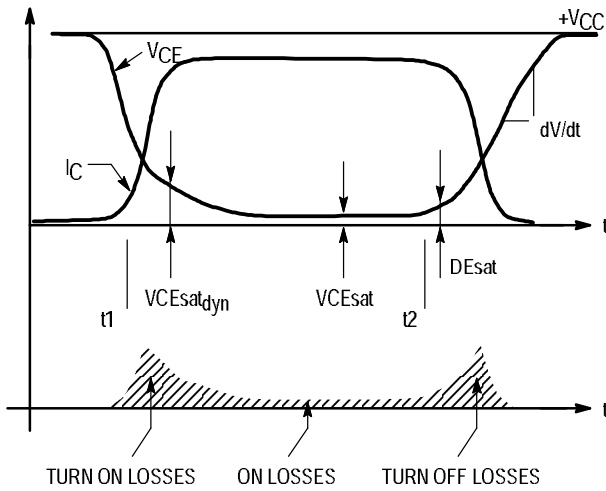 +VCC
VCE
dV/dt
IC
t
DEsat
VCEsatdyn
VCEsat
t1
t2
t
TURN ON LOSSES
ON LOSSES
TURN OFF LOSSES